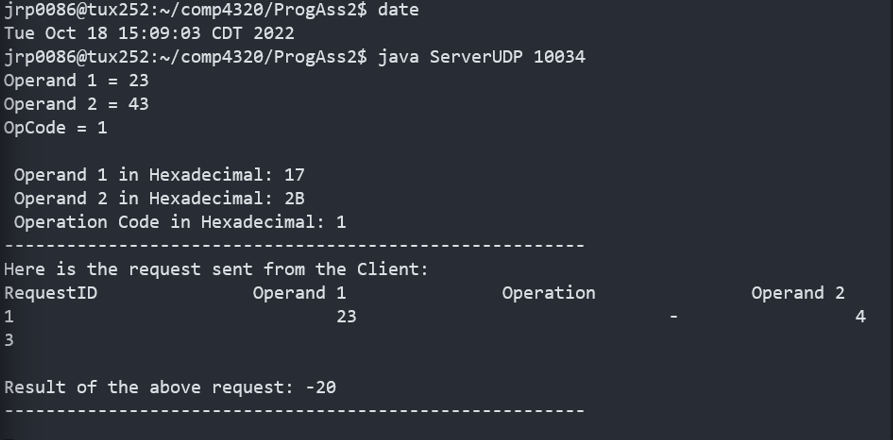 jrp0086@tux252:~/comp4320/ProgAss2$ date
Tue Oct 18 15:09:03 CDT 2022
jrp0086@tux252:~/comp4320/ProgAss2$ java ServerUDP 10034
Operand 1 = 23
Operand 2 = 43
OpCode = 1
Operand 1 in Hexadecimal: 17
Operand 2 in Hexadecimal: 2B
Operation Code in Hexadecimal: 1
--------------------------------------------------------
Here is the request sent from the Client:
RequestID Operand 1 Operation Operand 2
1 23 - 4
3
Result of the above request: -20
--------------------------------------------------------